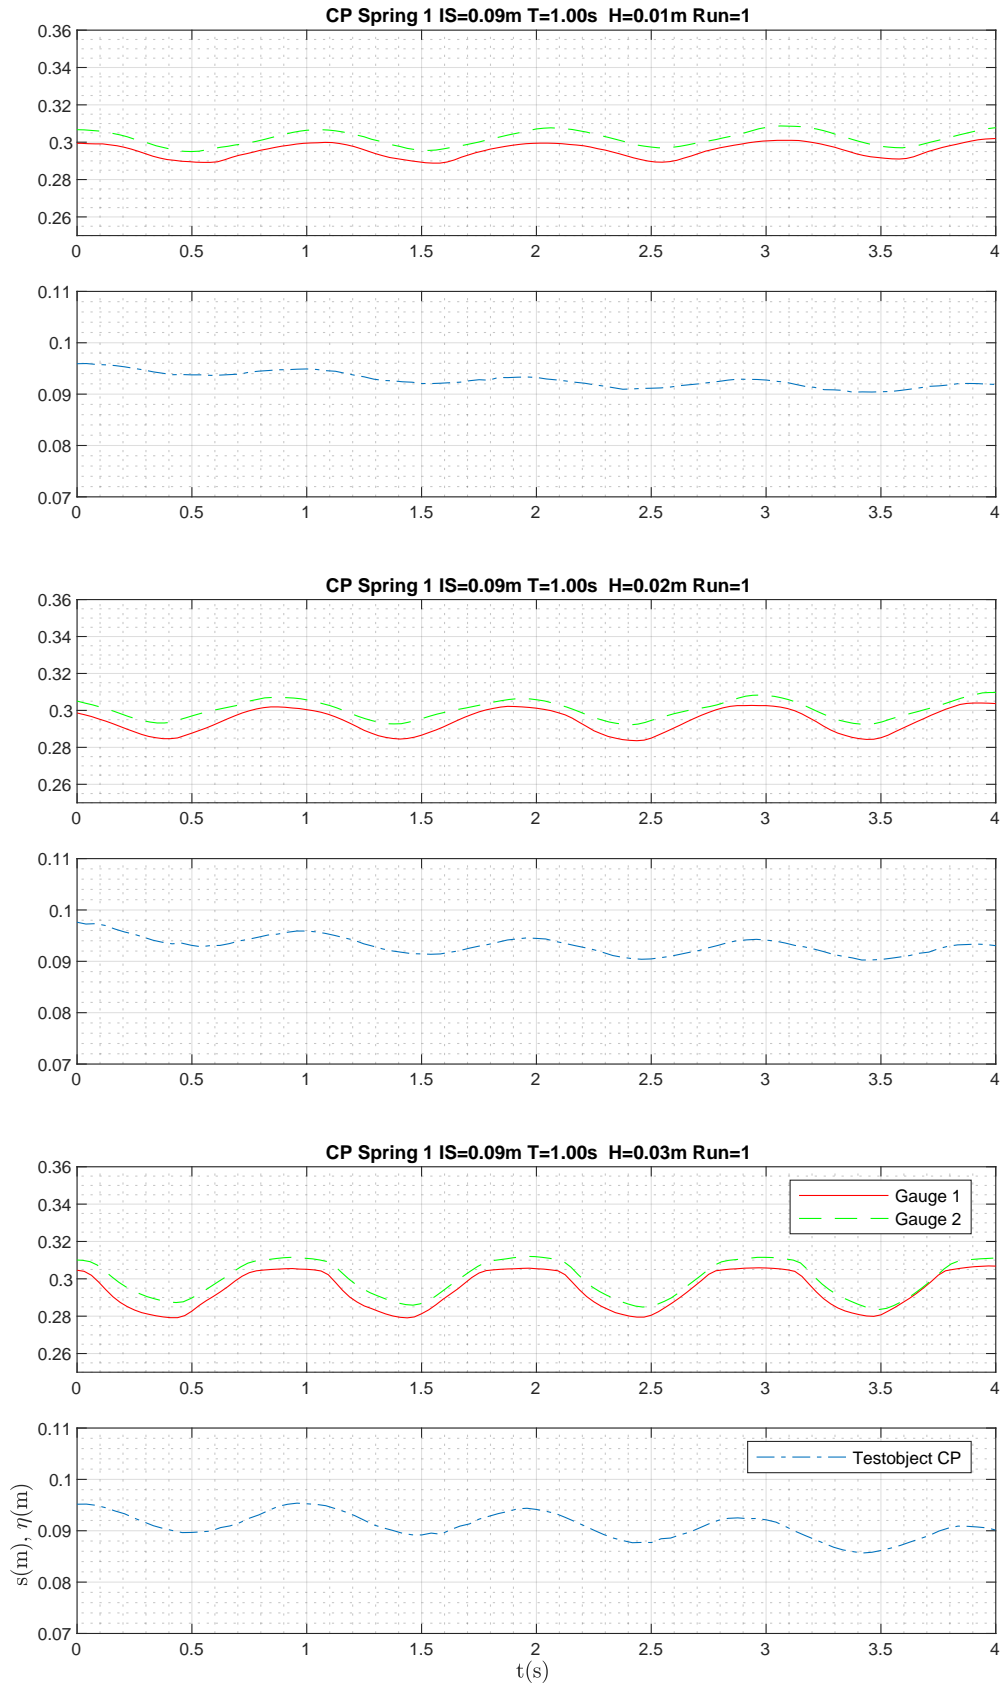 CP Spring 1 IS=0.09m T=1.00s H=0.01m Run=1
0.36
0.34
0.32
0.3
0.28
0.26
0 0.5 1 1.5 2 2.5 3 3.5 4
0.11
0.1
0.09
0.08
0.07
0 0.5 1 1.5 2 2.5 3 3.5 4
CP Spring 1 IS=0.09m T=1.00s H=0.02m Run=1
0.36
0.34
0.32
0.3
0.28
0.26
0 0.5 1 1.5 2 2.5 3 3.5 4
0.11
0.1
0.09
0.08
0.07
0 0.5 1 1.5 2 2.5 3 3.5 4
CP Spring 1 IS=0.09m T=1.00s H=0.03m Run=1
0.36
0.34
0.32
0.3
0.28
0.26
Gauge 1
Gauge 2
0 0.5 1 1.5 2 2.5 3 3.5 4
0.11
0.1
0.09
0.08
0.07
Testobject CP
s(m), η(m)
0 0.5 1 1.5 2 2.5 3 3.5 4
t(s)